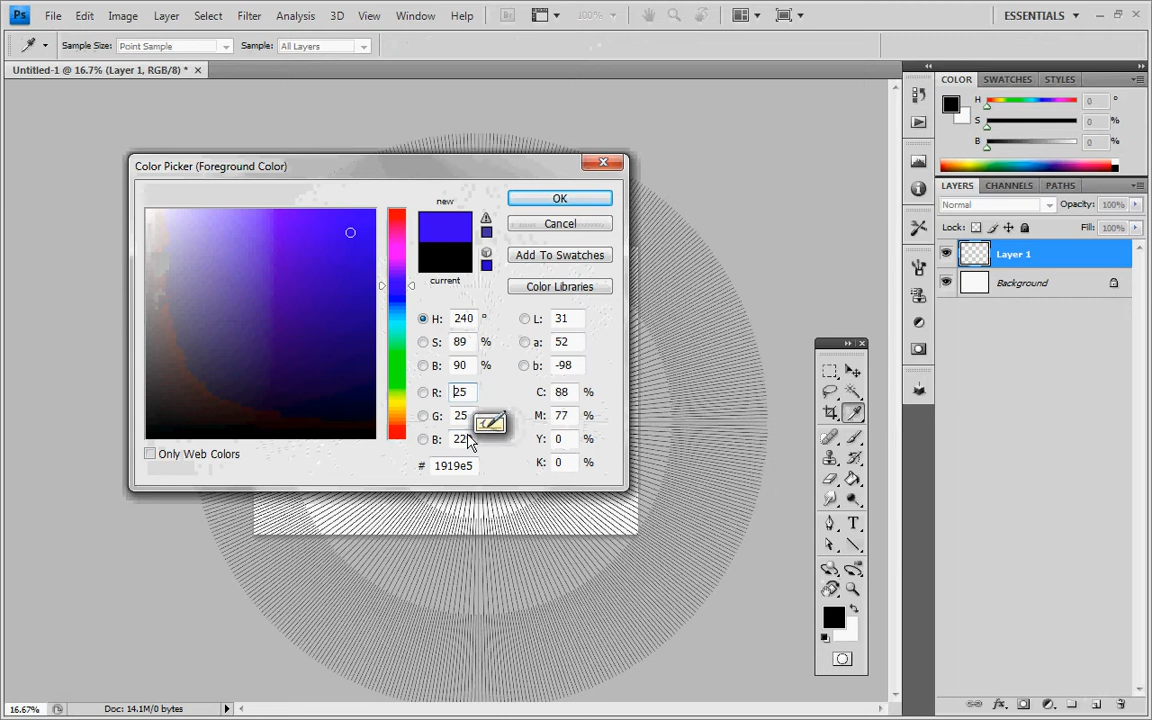 Ps File Edit Image Layer Select Filter Analysis 3D View Window Help Br 100% ESSENTIALS
Sample Size: Point Sample Sample: All Layers
Untitled-1 @ 16.7% (Layer 1, RGB/8) *
COLOR SWATCHES STYLES
H 0 °
S 0 %
B 0 %
LAYERS CHANNELS PATHS
Normal Opacity: 100%
Lock: Fill: 100%
Layer 1
Background
Color Picker (Foreground Color)
new
current
OK
Cancel
Add To Swatches
Color Libraries
H: 240 ° L: 31
S: 89 % a: 52
B: 90 % b: -98
R: 25 C: 88 %
G: 25 M: 77 %
B: 22 Y: 0 %
# 1919e5 K: 0 %
Only Web Colors
T
16.67% Doc: 14.1M/0 bytes
fx